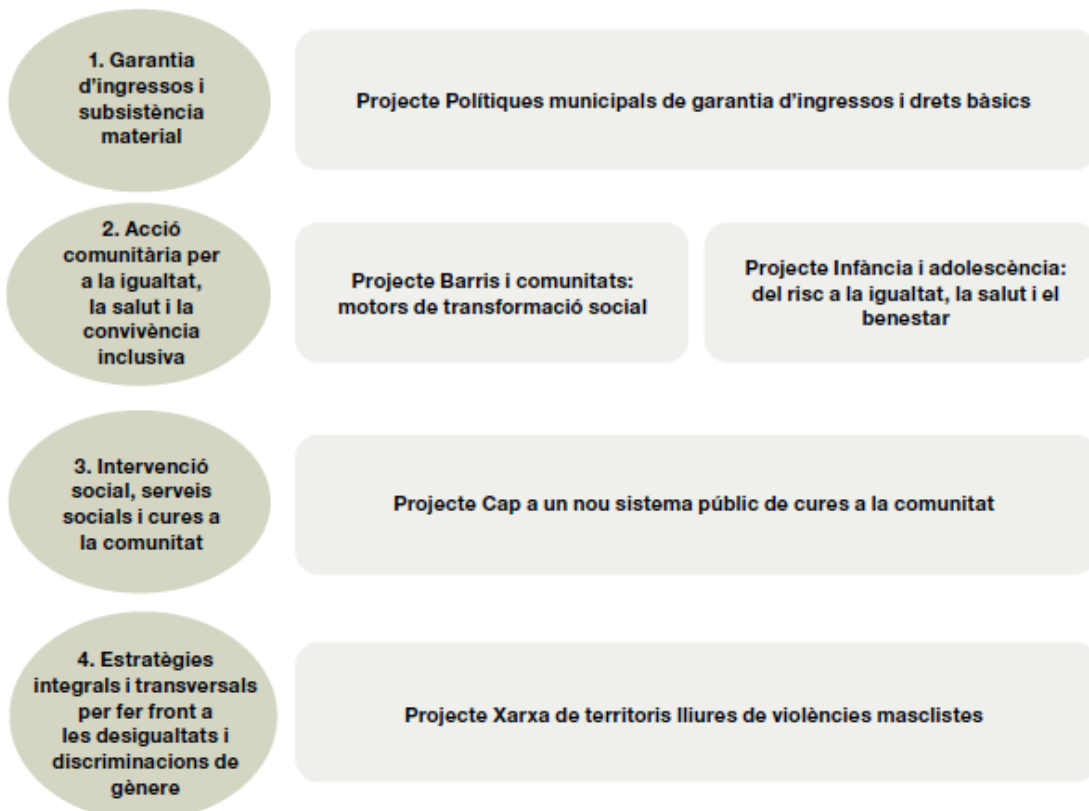 1. Garantia
d’ingressos i
subsistència
material
Projecte Polítiques municipals de garantia d’ingressos i drets bàsics
2. Acció
comunitària per
a la igualtat,
la salut i la
convivència
inclusiva
Projecte Barris i comunitats:
motors de transformació social
Projecte Infància i adolescència:
del risc a la igualtat, la salut i el
benestar
3. Intervenció
social, serveis
socials i cures a
la comunitat
Projecte Cap a un nou sistema públic de cures a la comunitat
4. Estratègies
integrals i transversals
per fer front a
les desigualtats i
discriminacions de
gènere
Projecte Xarxa de territoris lliures de violències masclistes